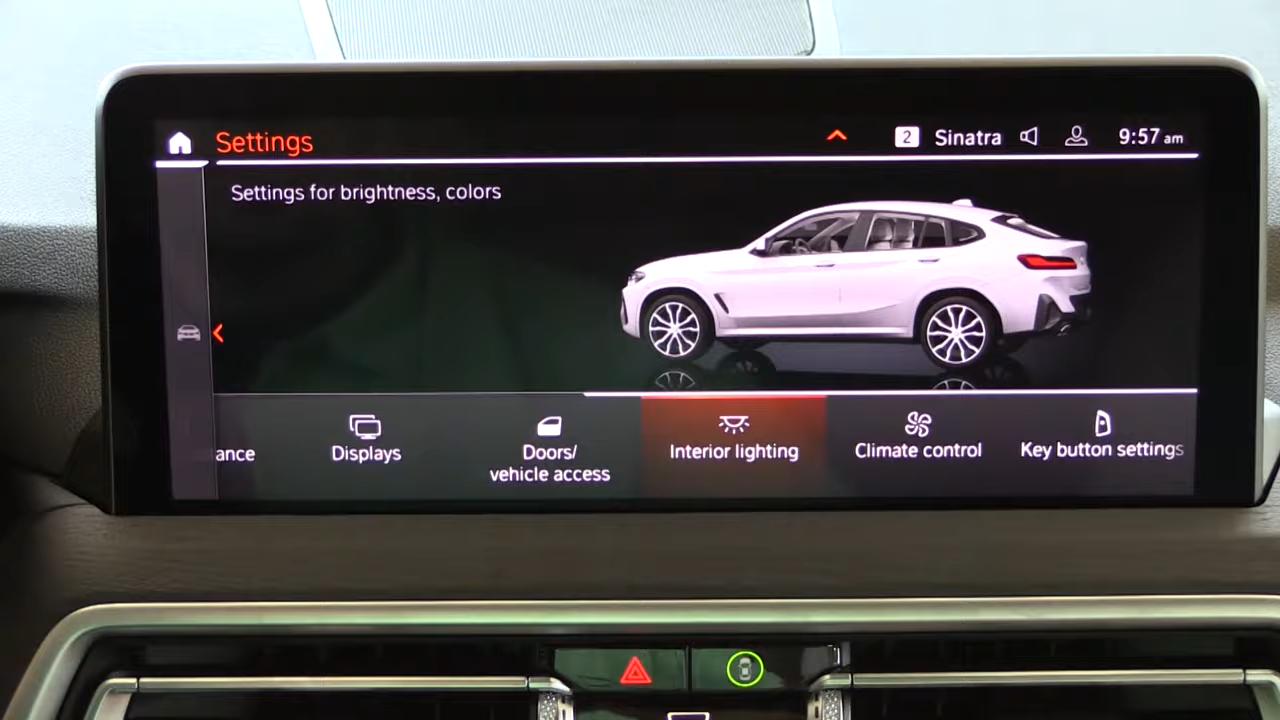 Settings
2 Sinatra 9:57 am
Settings for brightness, colors
ance
Displays
Doors/
vehicle access
Interior lighting
Climate control
Key button settings